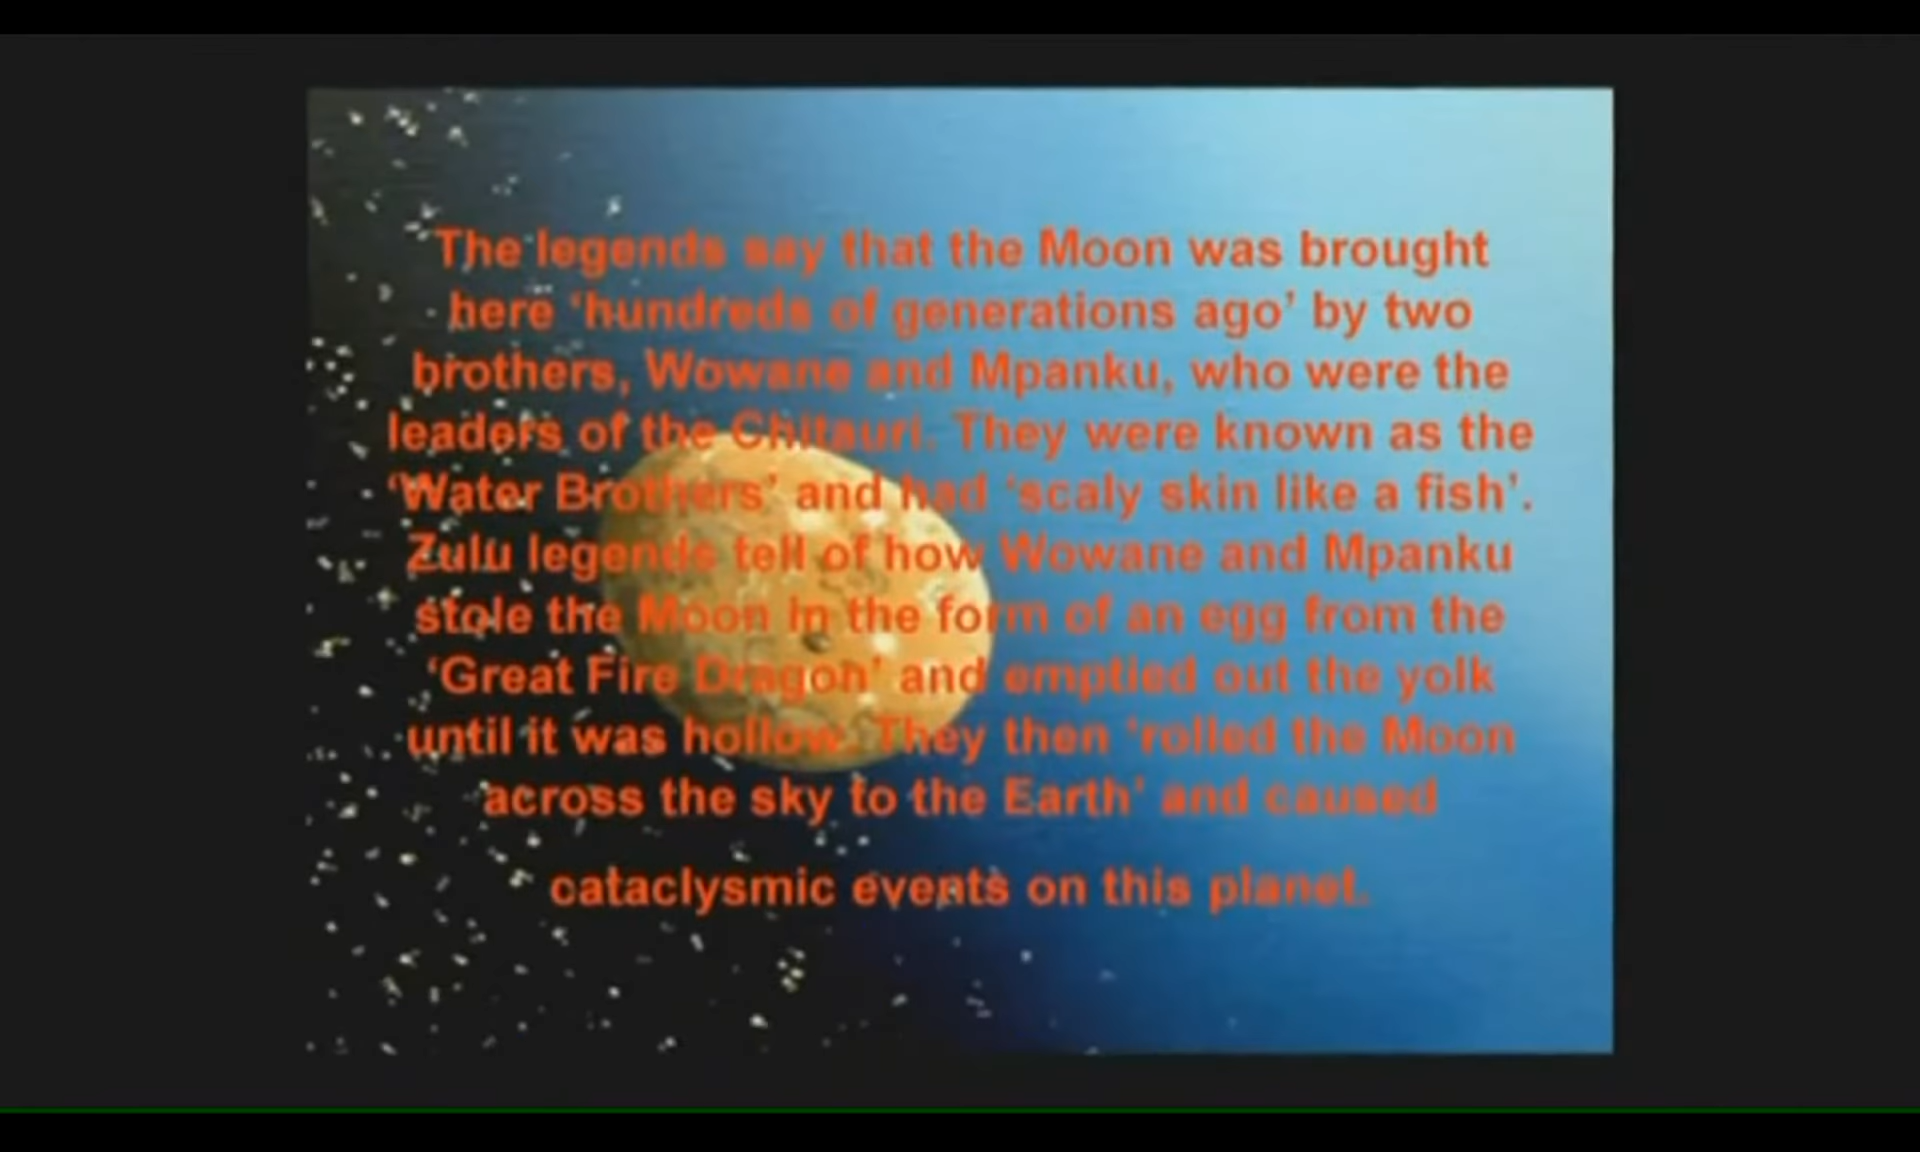 The legends say that the Moon was brought
here ‘hundreds of generations ago’ by two
brothers, Wowane and Mpanku, who were the
leaders of the Chitauri. They were known as the
‘Water Brothers’ and had ‘scaly skin like a fish’.
Zulu legends tell of how Wowane and Mpanku
stole the Moon in the form of an egg from the
‘Great Fire Dragon’ and emptied out the yolk
until it was hollow. They then ‘rolled the Moon
across the sky to the Earth’ and caused
cataclysmic events on this planet.